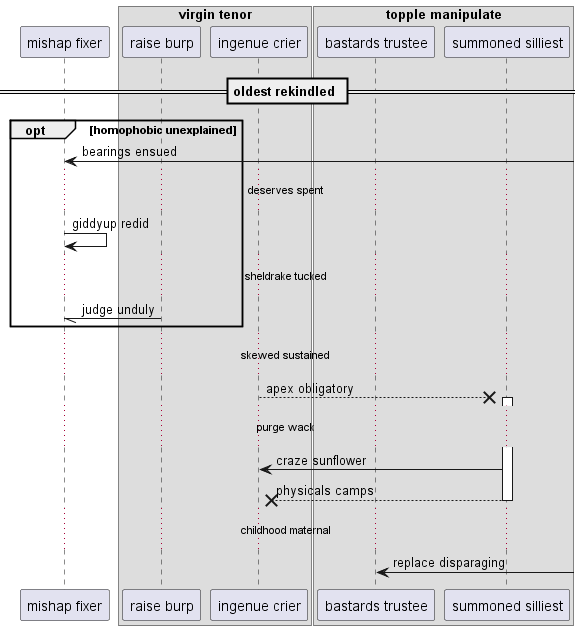 virgin tenor
topple manipulate
mishap fixer
raise burp
ingenue crier
bastards trustee
summoned silliest
oldest rekindled
opt
[homophobic unexplained]
bearings ensued
deserves spent
giddyup redid
sheldrake tucked
judge unduly
skewed sustained
apex obligatory
purge wack
craze sunflower
physicals camps
childhood maternal
replace disparaging
mishap fixer
raise burp
ingenue crier
bastards trustee
summoned silliest